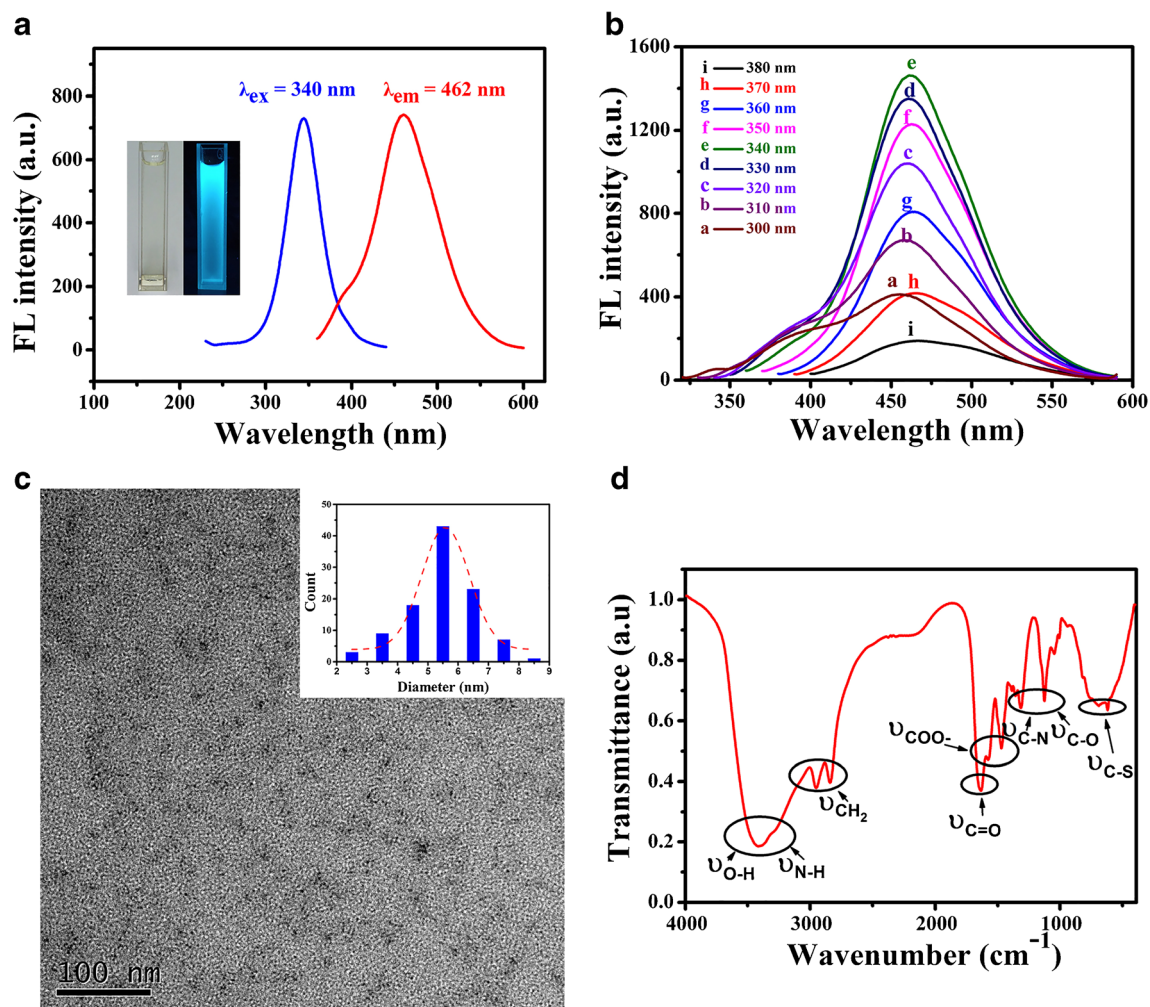 a
FL intensity (a.u.)
800
600
400
200
0
100 200 300 400 500 600
Wavelength (nm)
λex = 340 nm
λem = 462 nm
b
FL intensity (a.u.)
1600
1200
800
400
0
350 400 450 500 550 600
Wavelength (nm)
i 380 nm
h 370 nm
g 360 nm
f 350 nm
e 340 nm
d 330 nm
c 320 nm
b 310 nm
a 300 nm
e
d
f
c
g
b
a h
i
c
Count
50
40
30
20
10
0
2 3 4 5 6 7 8 9
Diameter (nm)
100 nm
d
Transmittance (a.u)
1.0
0.8
0.6
0.4
0.2
0.0
4000 3000 2000 1000
Wavenumber (cm⁻¹)
υO-H
υN-H
υCH2
υC=O
υCOO-
υC-N
υC-O
υC-S